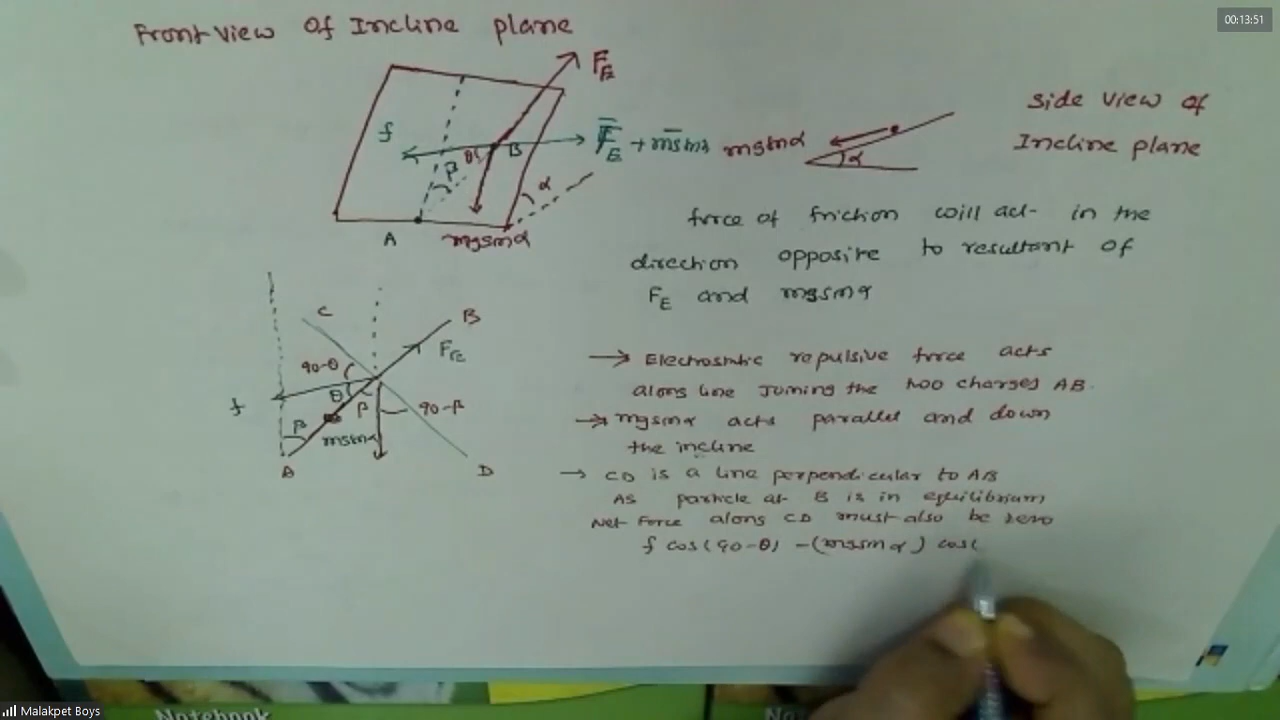 00:13:51
Front view of Incline plane
F_E
f
θ
B
F̅_E + m̅gsinα
mgsinα
α
side view of
Incline plane
β
α
A
mgsinα
force of friction will act in the
direction opposite to resultant of
F_E and mgsinα
C
B
F_E
90-θ
f
θ
β
90-β
β
mgsinα
A
D
→ Electrostatic repulsive force acts
along line Joining the two charges AB.
→ mgsinα acts parallel and down
the incline
→ CD is a line perpendicular to AB
As particle at B is in equilibrium
Net Force along CD must also be zero
f cos(90-θ) -(mgsinα) cos(
Notebook
Malakpet Boys